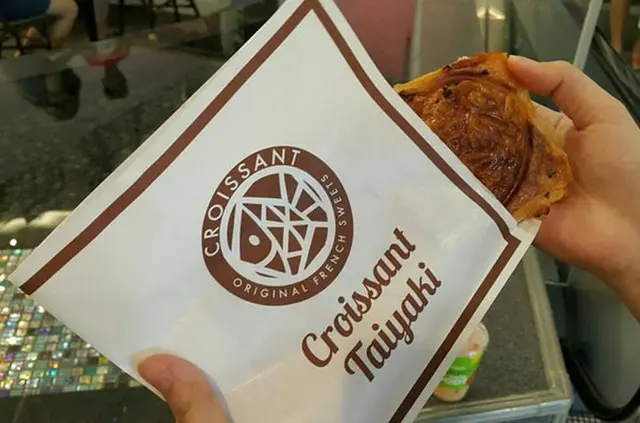 CROISSANT
ORIGINAL FRENCH SWEETS
Croissant
Taiyaki